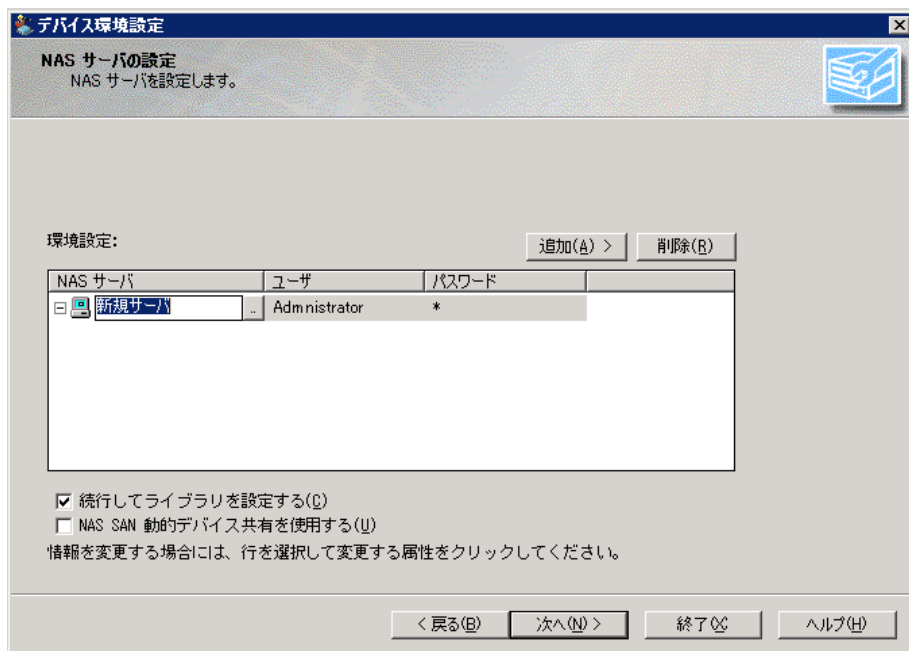 デバイス環境設定
NAS サーバの設定
NAS サーバを設定します。
環境設定:
追加(A) >
削除(R)
NAS サーバ ユーザ パスワード
新規サーバ .. Admnistrator *
続行してライブラリを設定する(C)
NAS SAN 動的デバイス共有を使用する(U)
情報を変更する場合には、行を選択して変更する属性をクリックしてください。
< 戻る(B)
次へ(N) >
終了(X)
ヘルプ(H)